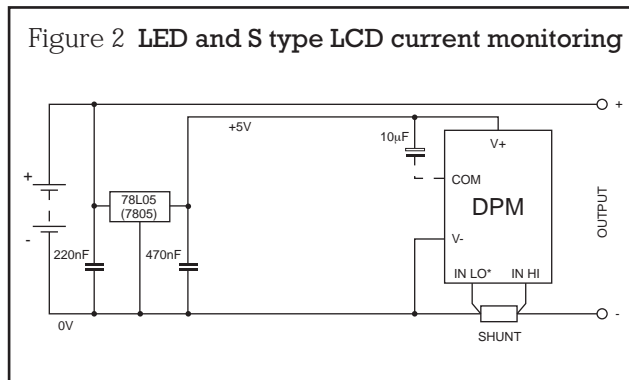 Figure 2 LED and S type LCD current monitoring
+
+5V
10µF
V+
+
78L05
(7805)
COM
DPM
OUTPUT
-
220nF
470nF
V-
IN LO*
IN HI
-
0V
SHUNT